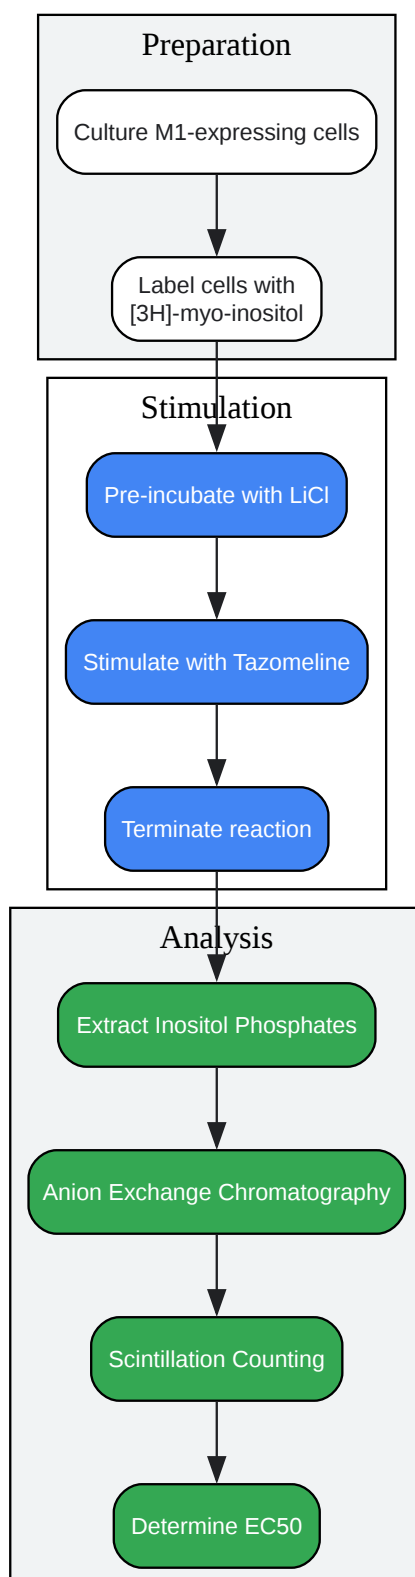 Preparation
Culture M1-expressing cells
Label cells with
[3H]-myo-inositol
Stimulation
Pre-incubate with LiCl
Stimulate with Tazomeline
Terminate reaction
Analysis
Extract Inositol Phosphates
Anion Exchange Chromatography
Scintillation Counting
Determine EC50